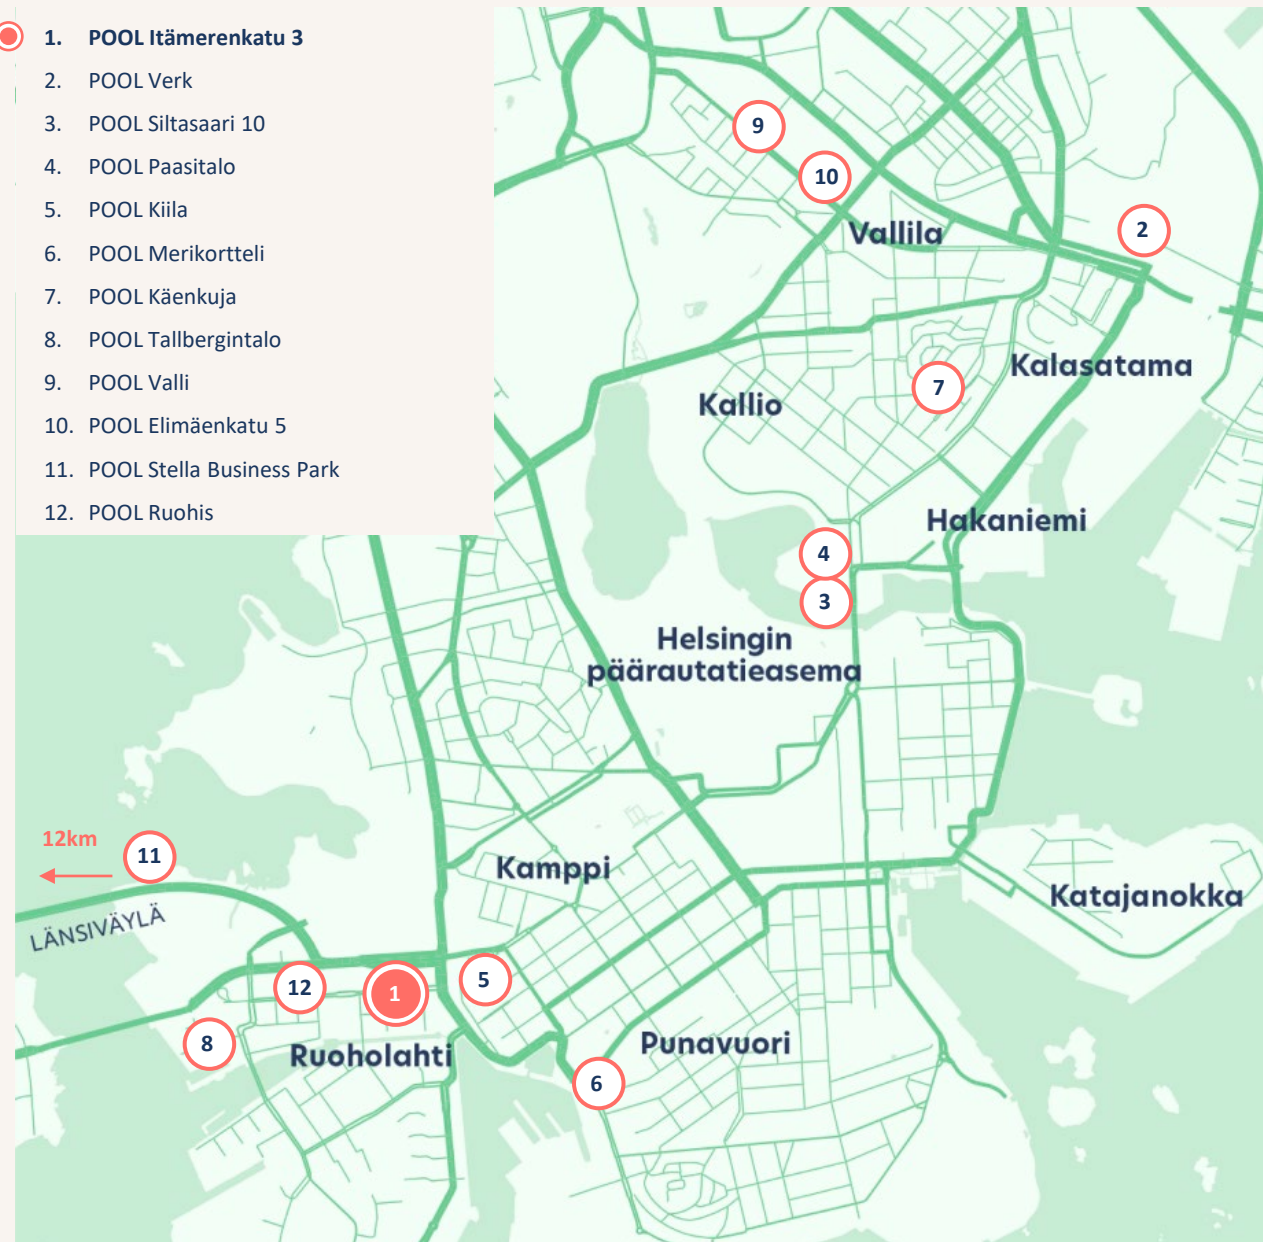 1. POOL Itämerenkatu 3
2. POOL Verk
3. POOL Siltasaari 10
4. POOL Paasitalo
5. POOL Kiila
6. POOL Merikortteli
7. POOL Käenkuja
8. POOL Tallbergintalo
9. POOL Valli
10. POOL Elimäenkatu 5
11. POOL Stella Business Park
12. POOL Ruohis
9
10
2
Vallila
Kalasatama
7
Kallio
Hakaniemi
4
3
Helsingin
päärautatieasema
12km
11
Kamppi
Katajanokka
LÄNSIVÄYLÄ
5
12
1
8
Ruoholahti
Punavuori
6